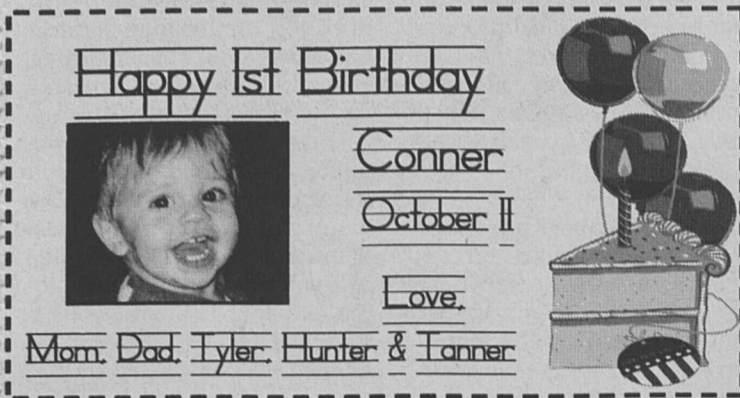 Happy 1st Birthday
Conner
October 11
Love,
Mom, Dad, Tyler, Hunter & Tanner